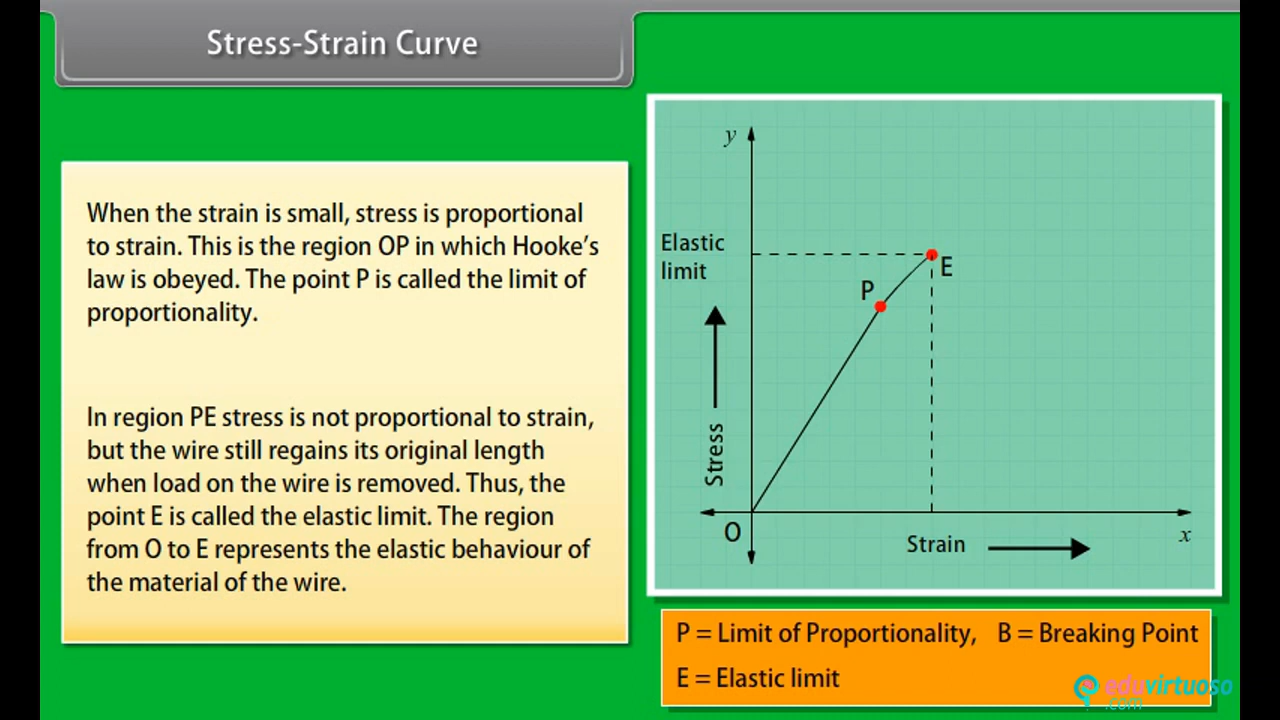 Stress-Strain Curve
When the strain is small, stress is proportional
to strain. This is the region OP in which Hooke's
law is obeyed. The point P is called the limit of
proportionality.
In region PE stress is not proportional to strain,
but the wire still regains its original length
when load on the wire is removed. Thus, the
point E is called the elastic limit. The region
from O to E represents the elastic behaviour of
the material of the wire.
y
Elastic
limit
E
P
Stress
O
Strain
x
P = Limit of Proportionality, B = Breaking Point
E = Elastic limit
eduvirtuoso
.com